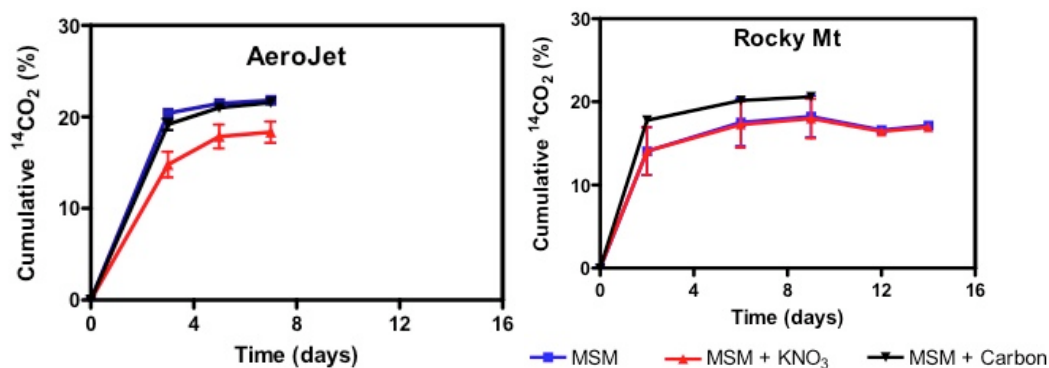 AeroJet
Cumulative ¹⁴CO₂ (%)
30
20
10
0
0 4 8 12 16
Time (days)
Rocky Mt
Cumulative ¹⁴CO₂ (%)
30
20
10
0
0 4 8 12 16
Time (days)
MSM MSM + KNO₃ MSM + Carbon